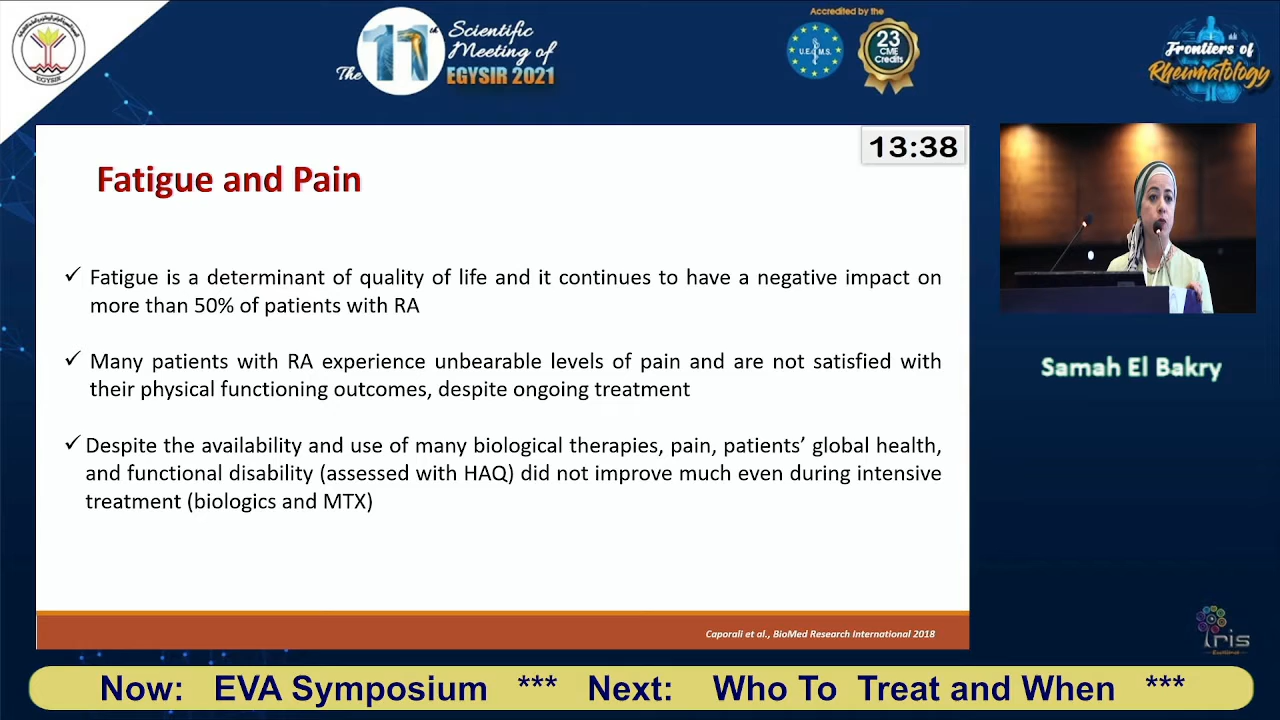 EGYSIR
The 11th Scientific
Meeting of
EGYSIR 2021
Accredited by the
U.E.M.S.
23
CME
Credits
Frontiers of
Rheumatology
13:38
Fatigue and Pain
✓ Fatigue is a determinant of quality of life and it continues to have a negative impact on
more than 50% of patients with RA
✓ Many patients with RA experience unbearable levels of pain and are not satisfied with
their physical functioning outcomes, despite ongoing treatment
✓ Despite the availability and use of many biological therapies, pain, patients’ global health,
and functional disability (assessed with HAQ) did not improve much even during intensive
treatment (biologics and MTX)
Caporali et al., BioMed Research International 2018
Samah El Bakry
Iris
Now: EVA Symposium *** Next: Who To Treat and When ***